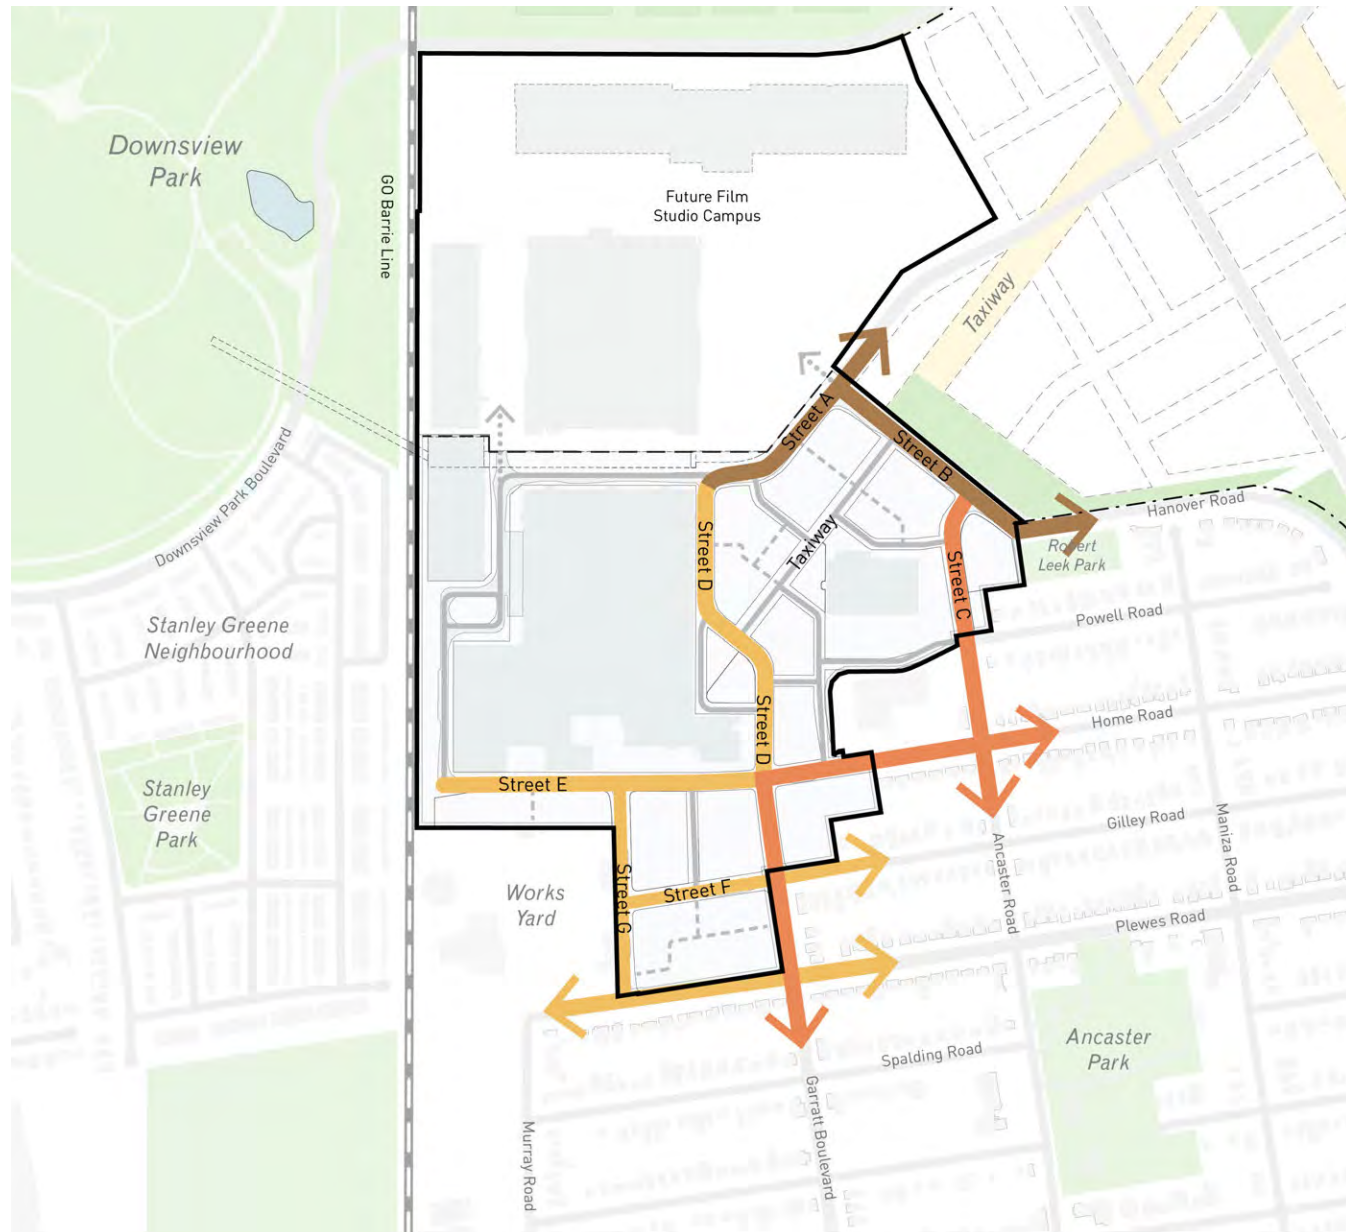 Downsview
Park
GO Barrie Line
Future Film
Studio Campus
Taxiway
Street A
Street B
Hanover Road
Downsview Park Boulevard
Street D
Taxiway
Robert
Leek Park
Street C
Powell Road
Stanley Greene
Neighbourhood
Street D
Home Road
Street E
Stanley
Greene
Park
Gilley Road
Maniza Road
Ancaster Road
Works
Yard
Street G
Street F
Plewes Road
Ancaster
Park
Spalding Road
Garratt Boulevard
Murray Road